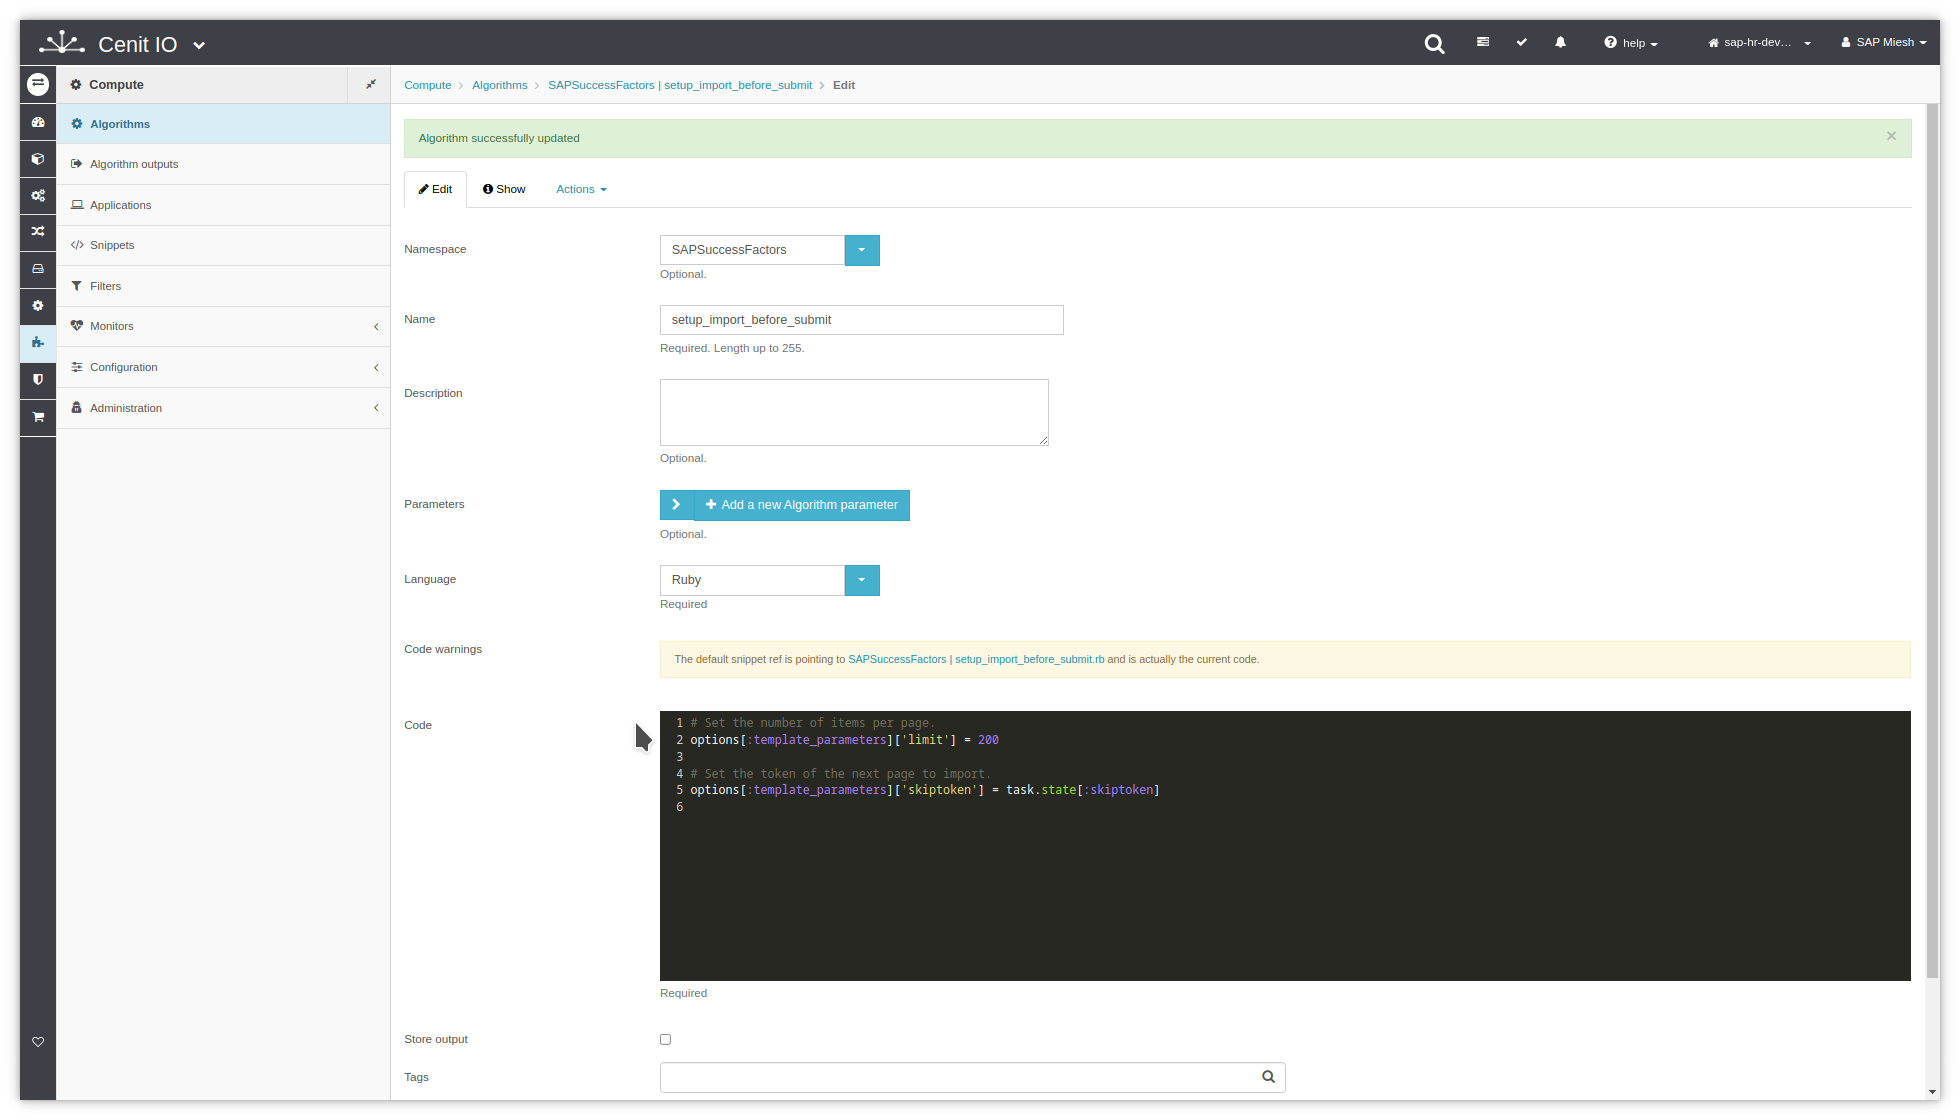 Cenit IO
help
sap-hr-dev...
SAP Miesh
Compute
Algorithms
Algorithm outputs
Applications
Snippets
Filters
Monitors
Configuration
Administration
Compute > Algorithms > SAPSuccessFactors | setup_import_before_submit > Edit
Algorithm successfully updated ×
Edit Show Actions
Namespace SAPSuccessFactors
Optional.
Name setup_import_before_submit
Required. Length up to 255.
Description
Optional.
Parameters Add a new Algorithm parameter
Optional.
Language Ruby
Required
Code warnings The default snippet ref is pointing to SAPSuccessFactors | setup_import_before_submit.rb and is actually the current code.
Code
1 # Set the number of items per page.
2 options[:template_parameters]['limit'] = 200
3
4 # Set the token of the next page to import.
5 options[:template_parameters]['skiptoken'] = task.state[:skiptoken]
6
Required
Store output
Tags